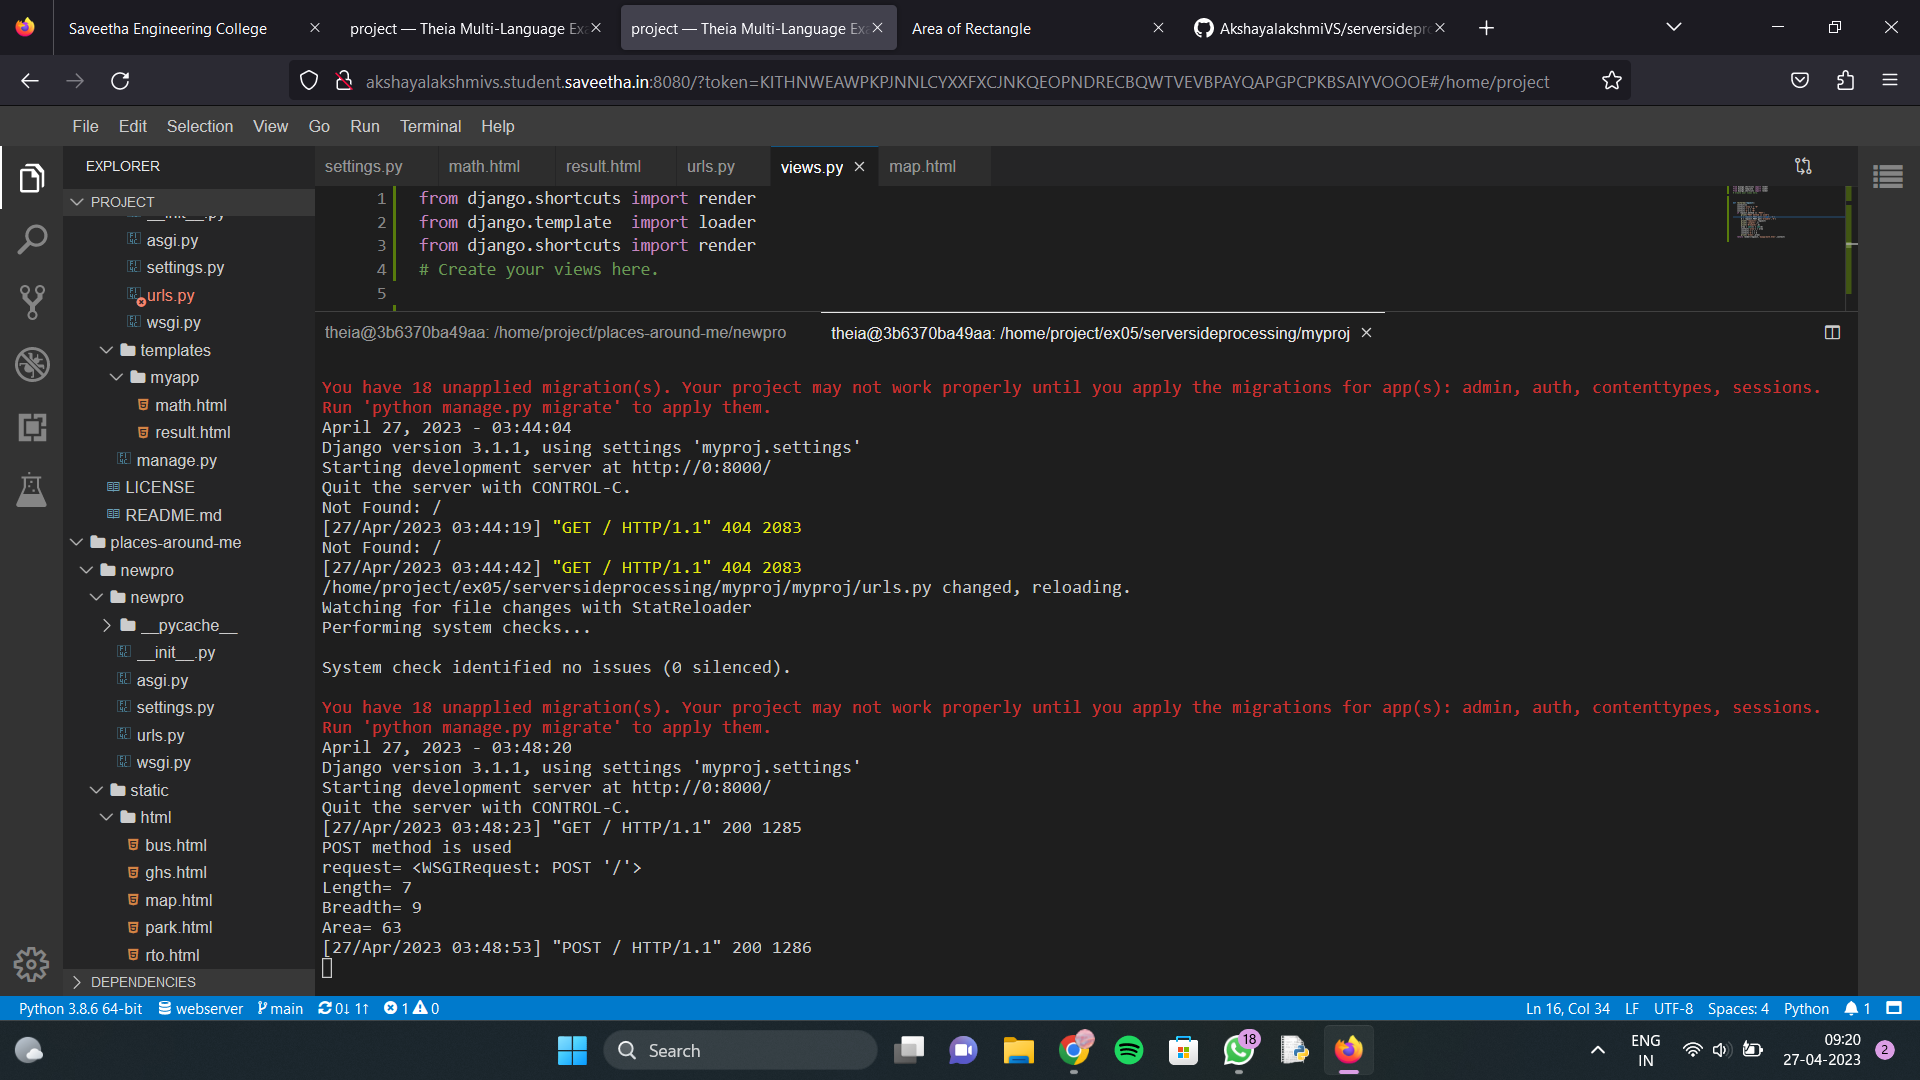 Saveetha Engineering College
project — Theia Multi-Language Ex
project — Theia Multi-Language Ex
Area of Rectangle
AkshayalakshmiVS/serversidepr
akshayalakshmivs.student.saveetha.in:8080/?token=KITHNWEAWPKPJNNLCYXXFXCJNKQEOPNDRECBQWTVEVBPAYQAPGPCPKBSAIYVOOOE#/home/project
File Edit Selection View Go Run Terminal Help
EXPLORER
PROJECT
__init__.py
asgi.py
settings.py
urls.py
wsgi.py
templates
myapp
math.html
result.html
manage.py
LICENSE
README.md
places-around-me
newpro
newpro
__pycache__
__init__.py
asgi.py
settings.py
urls.py
wsgi.py
static
html
bus.html
ghs.html
map.html
park.html
rto.html
DEPENDENCIES
settings.py math.html result.html urls.py views.py map.html
1 from django.shortcuts import render
2 from django.template  import loader
3 from django.shortcuts import render
4 # Create your views here.
5
theia@3b6370ba49aa: /home/project/places-around-me/newpro
theia@3b6370ba49aa: /home/project/ex05/serversideprocessing/myproj
You have 18 unapplied migration(s). Your project may not work properly until you apply the migrations for app(s): admin, auth, contenttypes, sessions.
Run 'python manage.py migrate' to apply them.
April 27, 2023 - 03:44:04
Django version 3.1.1, using settings 'myproj.settings'
Starting development server at http://0:8000/
Quit the server with CONTROL-C.
Not Found: /
[27/Apr/2023 03:44:19] "GET / HTTP/1.1" 404 2083
Not Found: /
[27/Apr/2023 03:44:42] "GET / HTTP/1.1" 404 2083
/home/project/ex05/serversideprocessing/myproj/myproj/urls.py changed, reloading.
Watching for file changes with StatReloader
Performing system checks...
System check identified no issues (0 silenced).
You have 18 unapplied migration(s). Your project may not work properly until you apply the migrations for app(s): admin, auth, contenttypes, sessions.
Run 'python manage.py migrate' to apply them.
April 27, 2023 - 03:48:20
Django version 3.1.1, using settings 'myproj.settings'
Starting development server at http://0:8000/
Quit the server with CONTROL-C.
[27/Apr/2023 03:48:23] "GET / HTTP/1.1" 200 1285
POST method is used
request= <WSGIRequest: POST '/'>
Length= 7
Breadth= 9
Area= 63
[27/Apr/2023 03:48:53] "POST / HTTP/1.1" 200 1286
Python 3.8.6 64-bit webserver main 0↓ 1↑ 1 0
Ln 16, Col 34 LF UTF-8 Spaces: 4 Python 1
Search
18
ENG
IN
09:20
27-04-2023
2